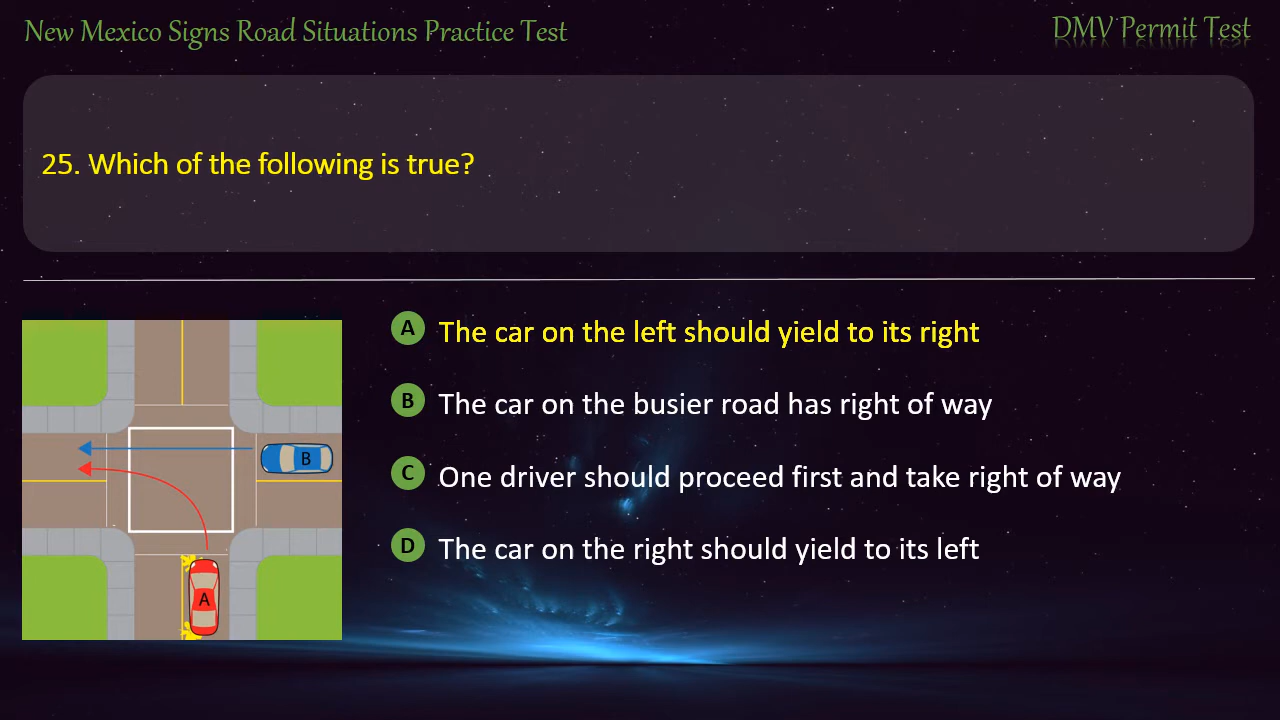 New Mexico Signs Road Situations Practice Test
DMV Permit Test
25. Which of the following is true?
A The car on the left should yield to its right
B The car on the busier road has right of way
C One driver should proceed first and take right of way
D The car on the right should yield to its left
B
A